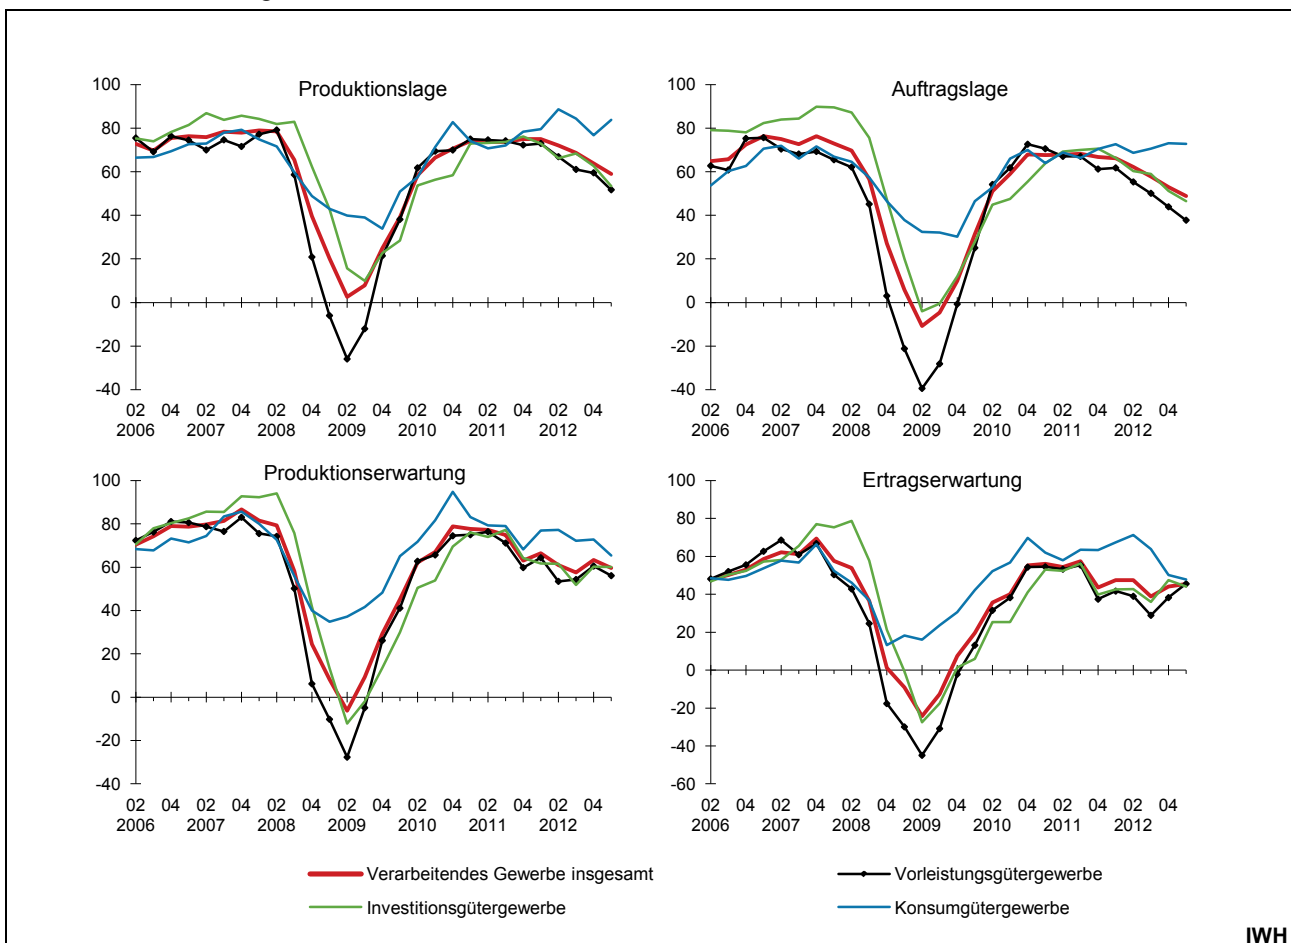 Produktionslage
Auftragslage
100
80
60
40
20
0
-20
-40
100
80
60
40
20
0
-20
-40
02 04 02 04 02 04 02 04 02 04 02 04 02 04
2006 2007 2008 2009 2010 2011 2012
02 04 02 04 02 04 02 04 02 04 02 04 02 04
2006 2007 2008 2009 2010 2011 2012
Produktionserwartung
Ertragserwartung
100
80
60
40
20
0
-20
-40
100
80
60
40
20
0
-20
-40
-60
02 04 02 04 02 04 02 04 02 04 02 04 02 04
2006 2007 2008 2009 2010 2011 2012
02 04 02 04 02 04 02 04 02 04 02 04 02 04
2006 2007 2008 2009 2010 2011 2012
Verarbeitendes Gewerbe insgesamt
Vorleistungsgütergewerbe
Investitionsgütergewerbe
Konsumgütergewerbe
IWH